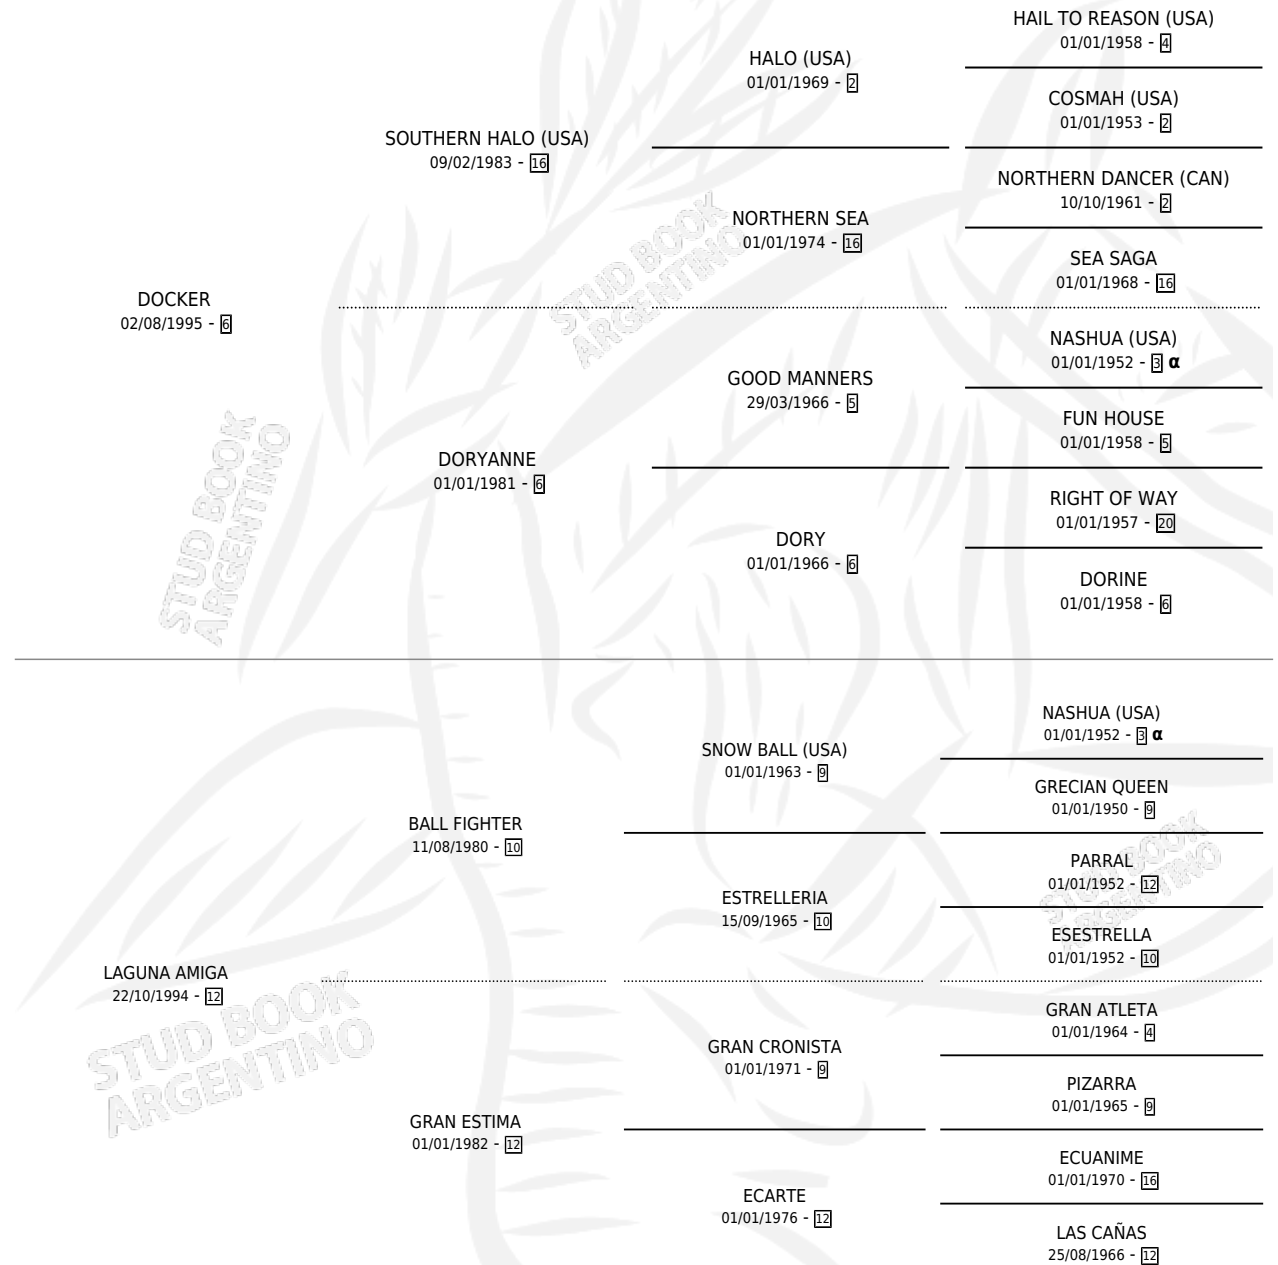 HAIL TO REASON (USA)
01/01/1958 - 4
HALO (USA)
01/01/1969 - 2
COSMAH (USA)
01/01/1953 - 2
SOUTHERN HALO (USA)
09/02/1983 - 16
NORTHERN DANCER (CAN)
10/10/1961 - 2
NORTHERN SEA
01/01/1974 - 16
SEA SAGA
01/01/1968 - 16
DOCKER
02/08/1995 - 6
NASHUA (USA)
01/01/1952 - 3 α
GOOD MANNERS
29/03/1966 - 5
FUN HOUSE
01/01/1958 - 5
DORYANNE
01/01/1981 - 6
RIGHT OF WAY
01/01/1957 - 20
DORY
01/01/1966 - 6
DORINE
01/01/1958 - 6
NASHUA (USA)
01/01/1952 - 3 α
SNOW BALL (USA)
01/01/1963 - 9
GRECIAN QUEEN
01/01/1950 - 9
BALL FIGHTER
11/08/1980 - 10
PARRAL
01/01/1952 - 12
ESTRELLERIA
15/09/1965 - 10
ESESTRELLA
01/01/1952 - 10
LAGUNA AMIGA
22/10/1994 - 12
GRAN ATLETA
01/01/1964 - 4
GRAN CRONISTA
01/01/1971 - 9
PIZARRA
01/01/1965 - 9
GRAN ESTIMA
01/01/1982 - 12
ECUANIME
01/01/1970 - 16
ECARTE
01/01/1976 - 12
LAS CAÑAS
25/08/1966 - 12
STUD BOOK
ARGENTINO
STUD BOOK
ARGENTINO
STUD BOOK
ARGENTINO
STUD BOOK
ARGENTINO